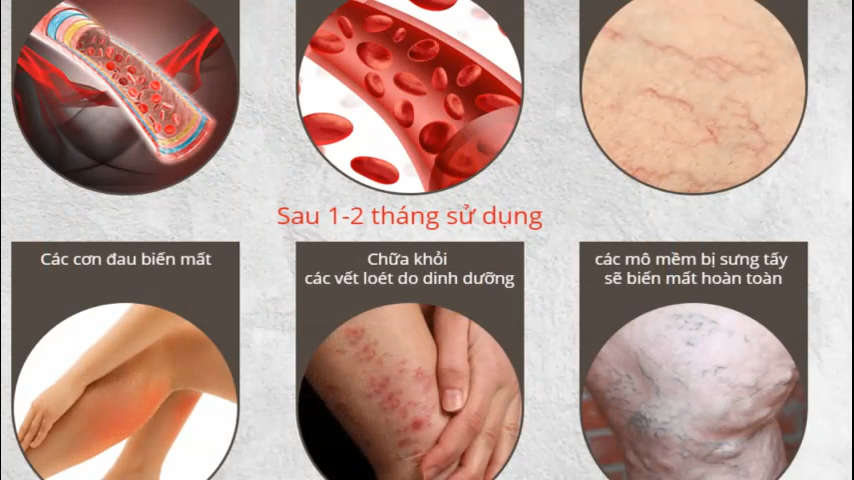 Sau 1-2 tháng sử dụng
Các cơn đau biến mất
Chữa khỏi
các vết loét do dinh dưỡng
các mô mềm bị sưng tấy
sẽ biến mất hoàn toàn